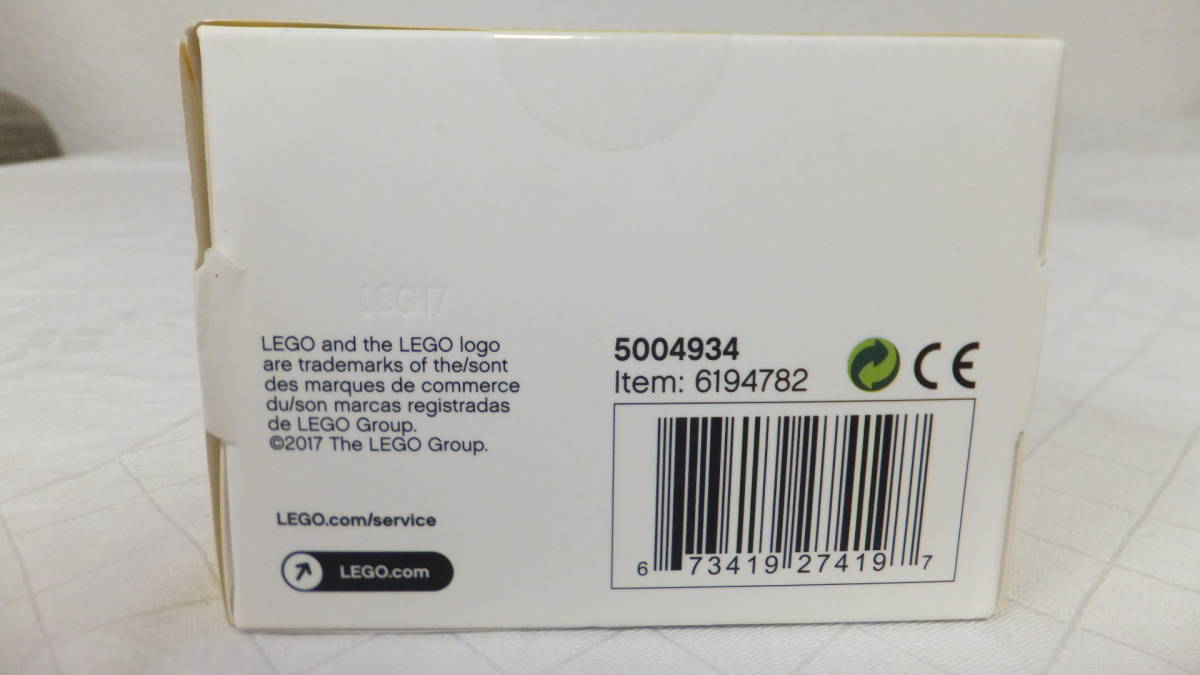 18GH7
LEGO and the LEGO logo
are trademarks of the/sont
des marques de commerce
du/son marcas registradas
de LEGO Group.
©2017 The LEGO Group.
LEGO.com/service
LEGO.com
5004934
Item: 6194782
CE
6 73419 27419 7